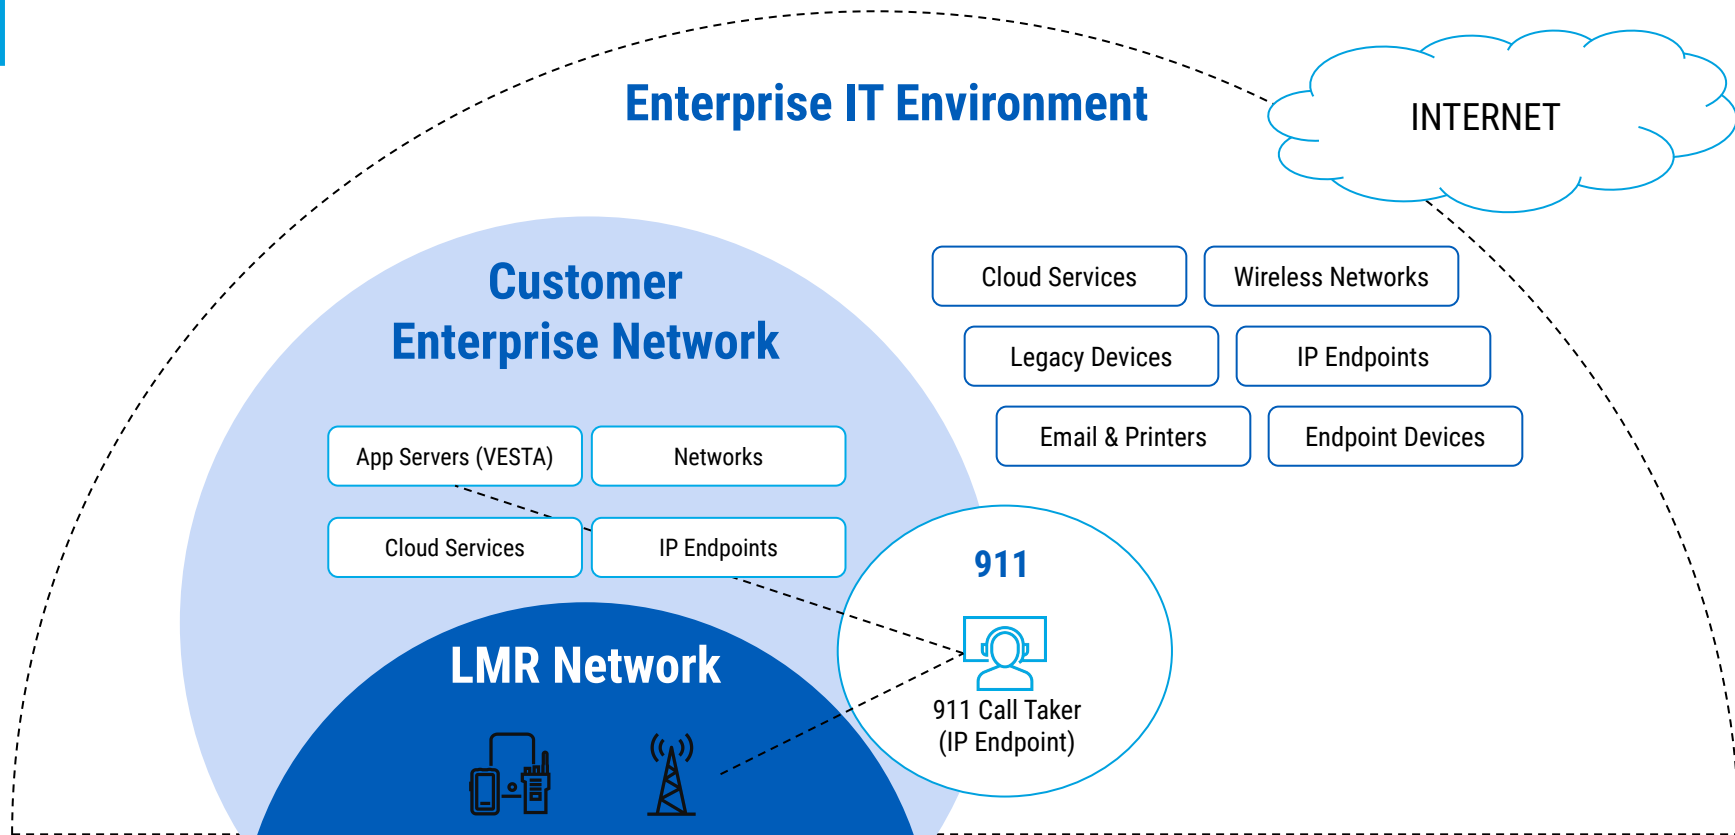 Enterprise IT Environment
INTERNET
Customer
Enterprise Network
Cloud Services
Wireless Networks
Legacy Devices
IP Endpoints
Email & Printers
Endpoint Devices
App Servers (VESTA)
Networks
Cloud Services
IP Endpoints
911
911 Call Taker
(IP Endpoint)
LMR Network